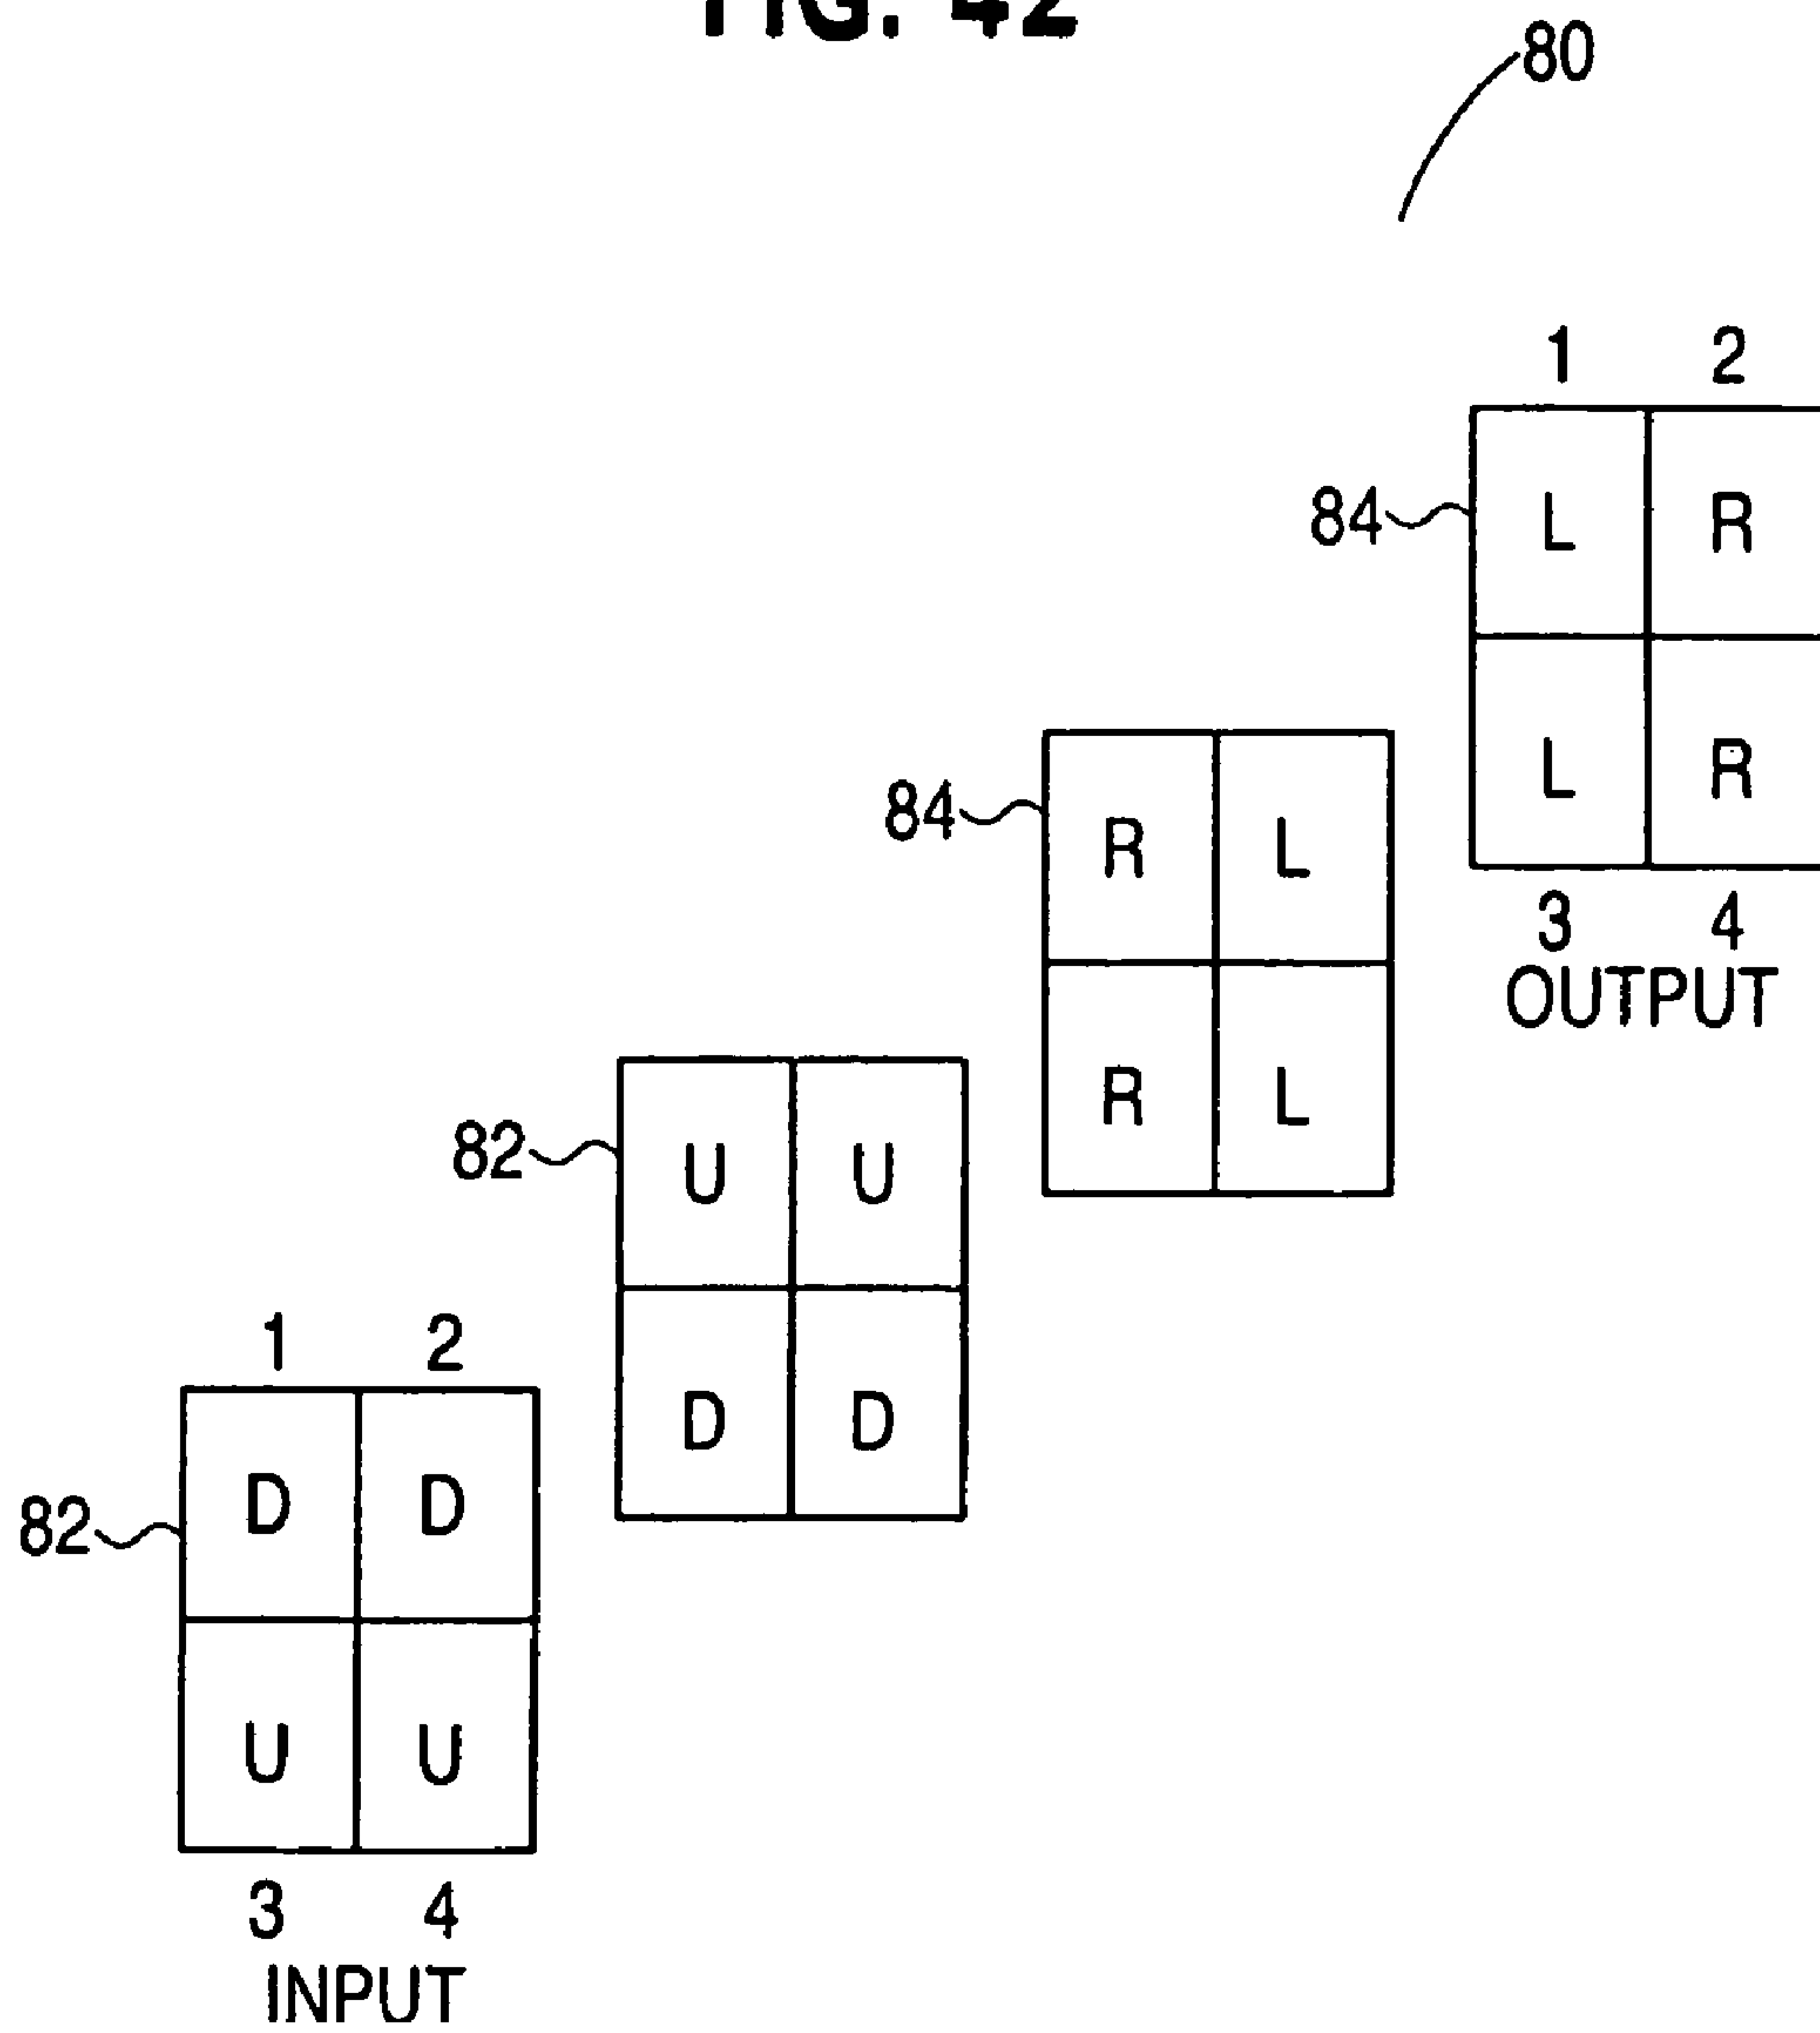 FIG. 42
80
1 2
84 L R
L R
3 4
OUTPUT
84 R L
R L
82 U U
D D
1 2
82 D D
U U
3 4
INPUT